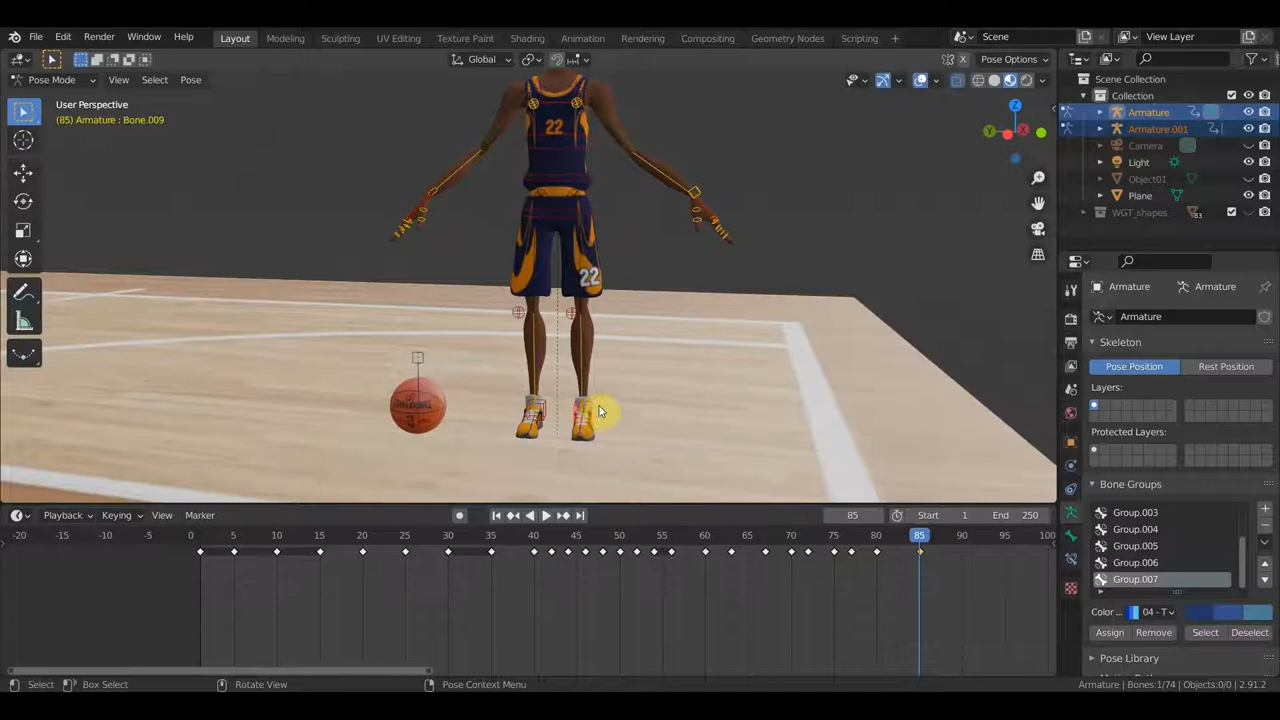 File Edit Render Window Help Layout Modeling Sculpting UV Editing Texture Paint Shading Animation Rendering Compositing Geometry Nodes Scripting + Scene View Layer
Global Pose Options
Pose Mode View Select Pose
Scene Collection
User Perspective
Collection
(85) Armature : Bone.009
Armature
Armature.001
Camera
Light
Object01
Plane
WGT_shapes 83
X
Y
Z
22
22
SPALDING
Armature Armature
Armature
Skeleton
Pose Position Rest Position
Layers:
Protected Layers:
Bone Groups
Group.003
Group.004
Group.005
Group.006
Group.007
Color... 04 - T
Assign Remove Select Deselect
Pose Library
Playback Keying View Marker 85 Start 1 End 250
-20 -15 -10 -5 0 5 10 15 20 25 30 35 40 45 50 55 60 65 70 75 80 85 90 95 100
Select Box Select Rotate View Pose Context Menu Armature | Bones:1/74 | Objects:0/0 | 2.91.2